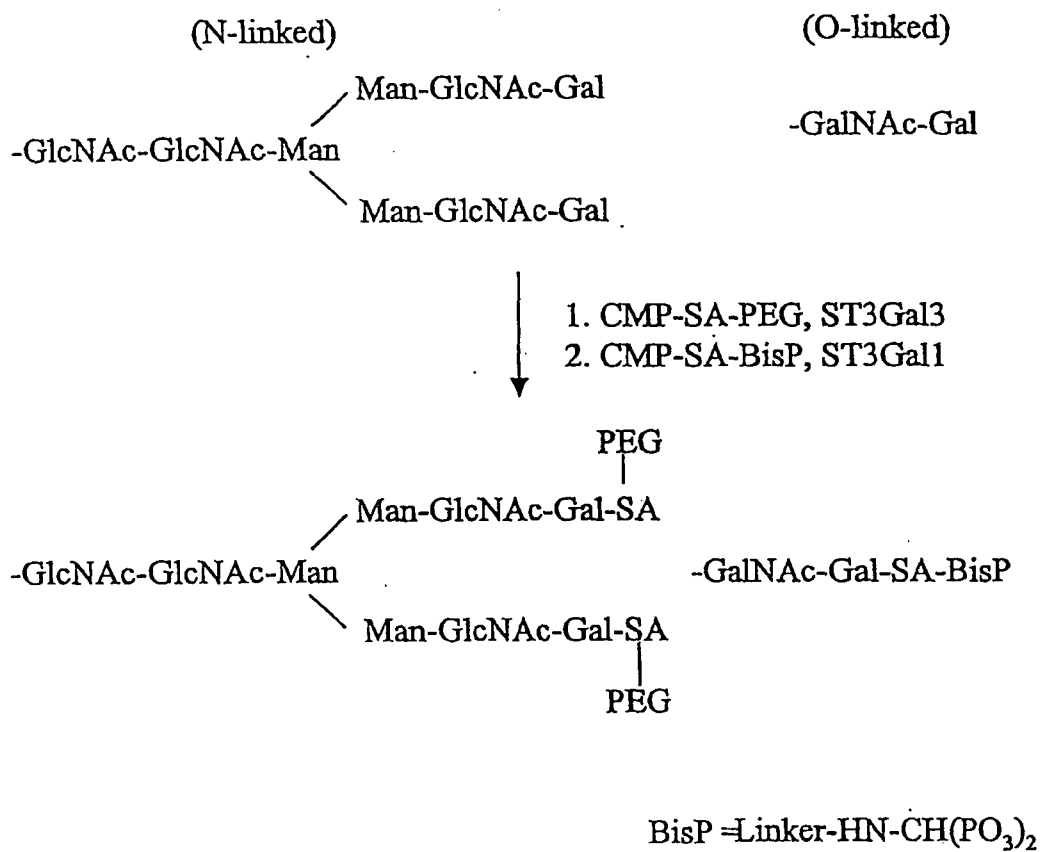 (N-linked) (O-linked)
Man-GlcNAc-Gal
-GalNAc-Gal
-GlcNAc-GlcNAc-Man
Man-GlcNAc-Gal
1. CMP-SA-PEG, ST3Gal3
2. CMP-SA-BisP, ST3Gal1
PEG
Man-GlcNAc-Gal-SA
-GlcNAc-GlcNAc-Man -GalNAc-Gal-SA-BisP
Man-GlcNAc-Gal-SA
PEG
BisP =Linker-HN-CH(PO3)2